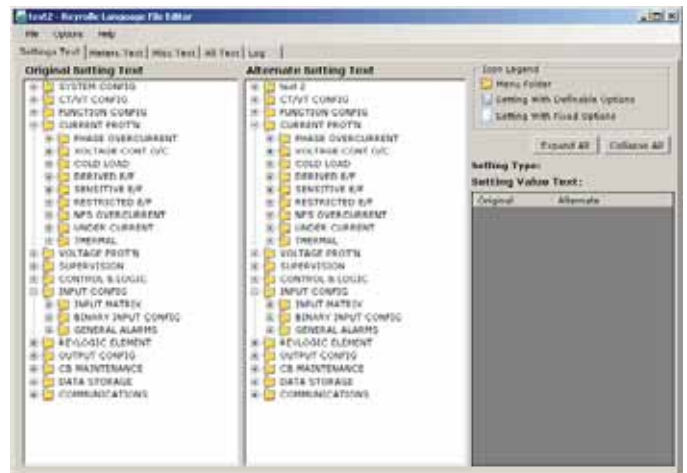 text2 - Reyrolle Language File Editor
File Options Help
Settings Text Meters Text Misc Text All Text Log
Original Setting Text
SYSTEM CONFIG
CT/VT CONFIG
FUNCTION CONFIG
CURRENT PROT'N
PHASE OVERCURRENT
VOLTAGE CONT O/C
COLD LOAD
DERIVED E/F
SENSITIVE E/F
RESTRICTED E/F
NPS OVERCURRENT
UNDER CURRENT
THERMAL
VOLTAGE PROT'N
SUPERVISION
CONTROL & LOGIC
INPUT CONFIG
INPUT MATRIX
BINARY INPUT CONFIG
GENERAL ALARMS
REYLOGIC ELEMENT
OUTPUT CONFIG
CB MAINTENANCE
DATA STORAGE
COMMUNICATIONS
Alternate Setting Text
test 2
CT/VT CONFIG
FUNCTION CONFIG
CURRENT PROT'N
PHASE OVERCURRENT
VOLTAGE CONT O/C
COLD LOAD
DERIVED E/F
SENSITIVE E/F
RESTRICTED E/F
NPS OVERCURRENT
UNDER CURRENT
THERMAL
VOLTAGE PROT'N
SUPERVISION
CONTROL & LOGIC
INPUT CONFIG
INPUT MATRIX
BINARY INPUT CONFIG
GENERAL ALARMS
REYLOGIC ELEMENT
OUTPUT CONFIG
CB MAINTENANCE
DATA STORAGE
COMMUNICATIONS
Icon Legend
Menu Folder
Setting With Definable Options
Setting With Fixed Options
Expand All Collapse All
Setting Type:
Setting Value Text:
Original Alternate